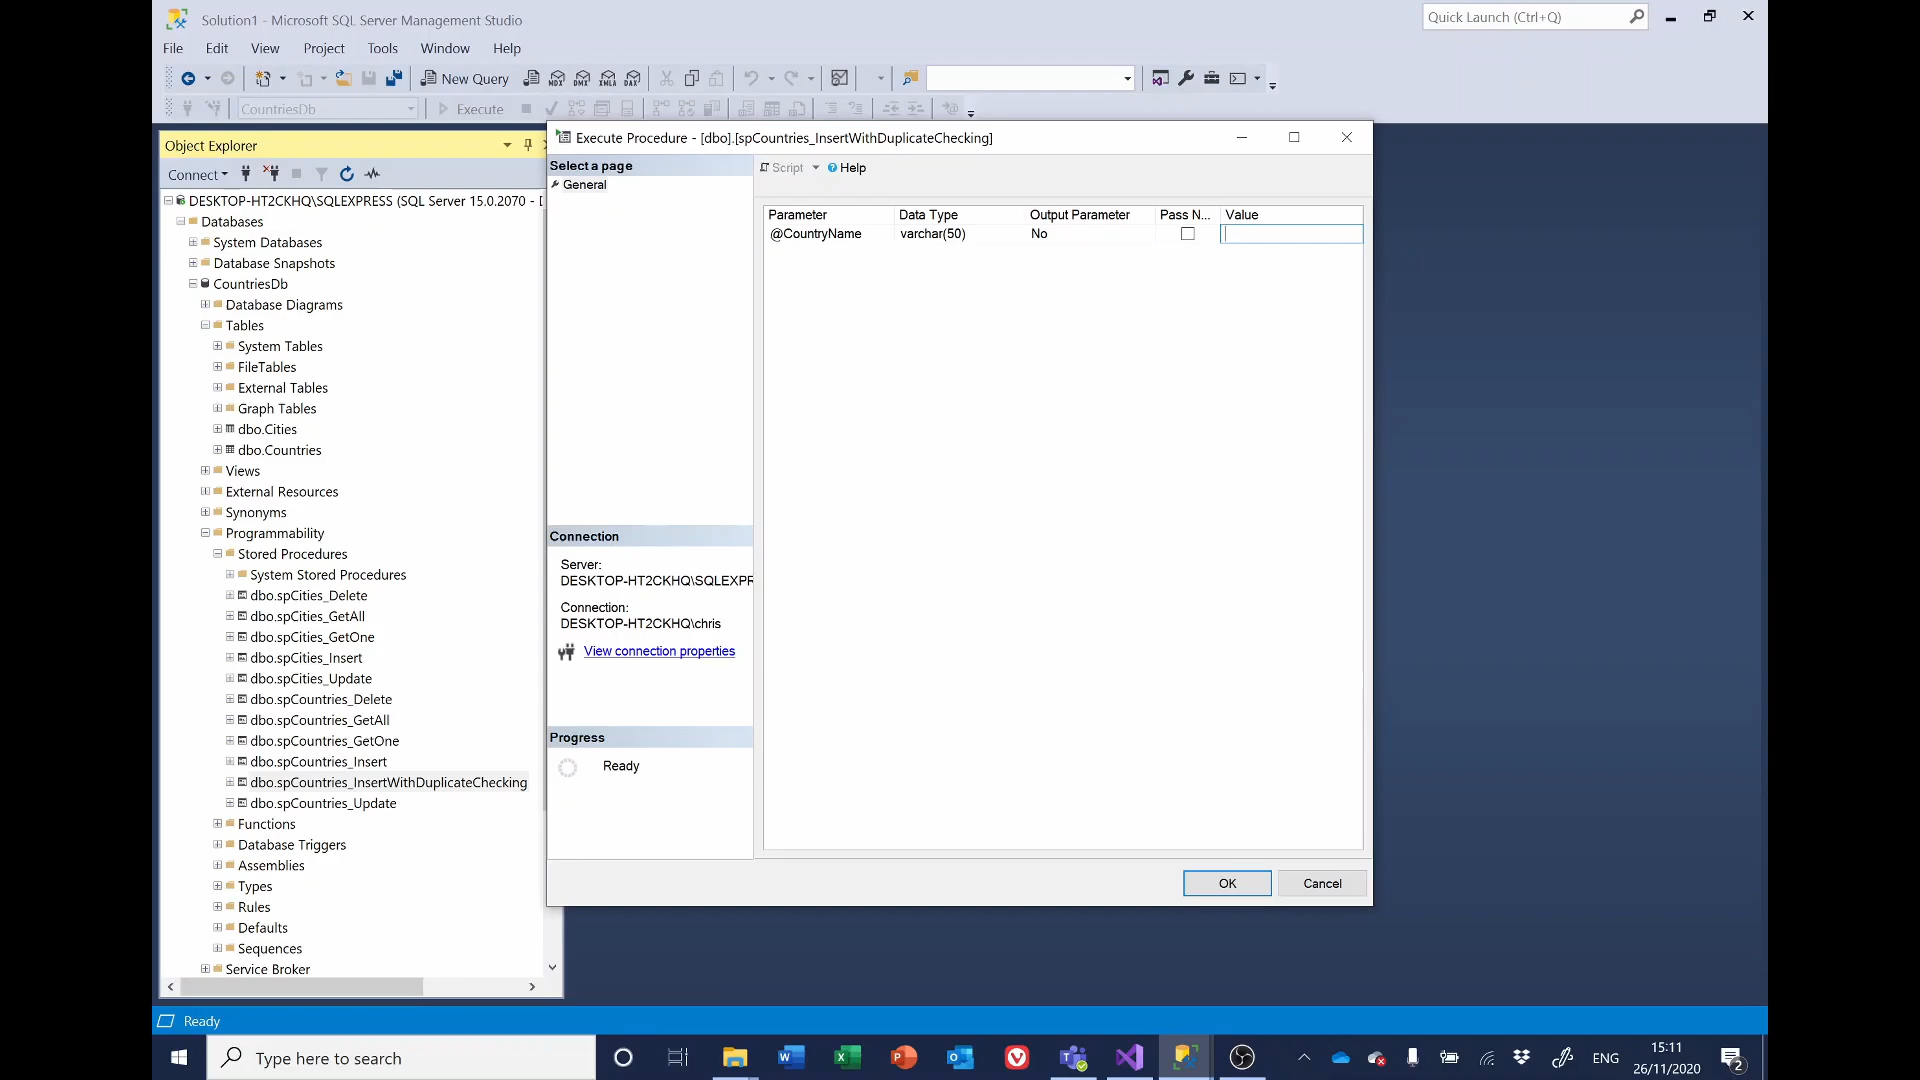 Solution1 - Microsoft SQL Server Management Studio
Quick Launch (Ctrl+Q)
File Edit View Project Tools Window Help
New Query MDX DMX XMLA DAX
CountriesDb Execute
Object Explorer
Connect
DESKTOP-HT2CKHQ\SQLEXPRESS (SQL Server 15.0.2070 - D
Databases
System Databases
Database Snapshots
CountriesDb
Database Diagrams
Tables
System Tables
FileTables
External Tables
Graph Tables
dbo.Cities
dbo.Countries
Views
External Resources
Synonyms
Programmability
Stored Procedures
System Stored Procedures
dbo.spCities_Delete
dbo.spCities_GetAll
dbo.spCities_GetOne
dbo.spCities_Insert
dbo.spCities_Update
dbo.spCountries_Delete
dbo.spCountries_GetAll
dbo.spCountries_GetOne
dbo.spCountries_Insert
dbo.spCountries_InsertWithDuplicateChecking
dbo.spCountries_Update
Functions
Database Triggers
Assemblies
Types
Rules
Defaults
Sequences
Service Broker
Execute Procedure - [dbo].[spCountries_InsertWithDuplicateChecking]
Select a page
General
Script Help
Parameter Data Type Output Parameter Pass N... Value
@CountryName varchar(50) No
Connection
Server:
DESKTOP-HT2CKHQ\SQLEXPR
Connection:
DESKTOP-HT2CKHQ\chris
View connection properties
Progress
Ready
OK Cancel
Ready
Type here to search
ENG
15:11
26/11/2020
2